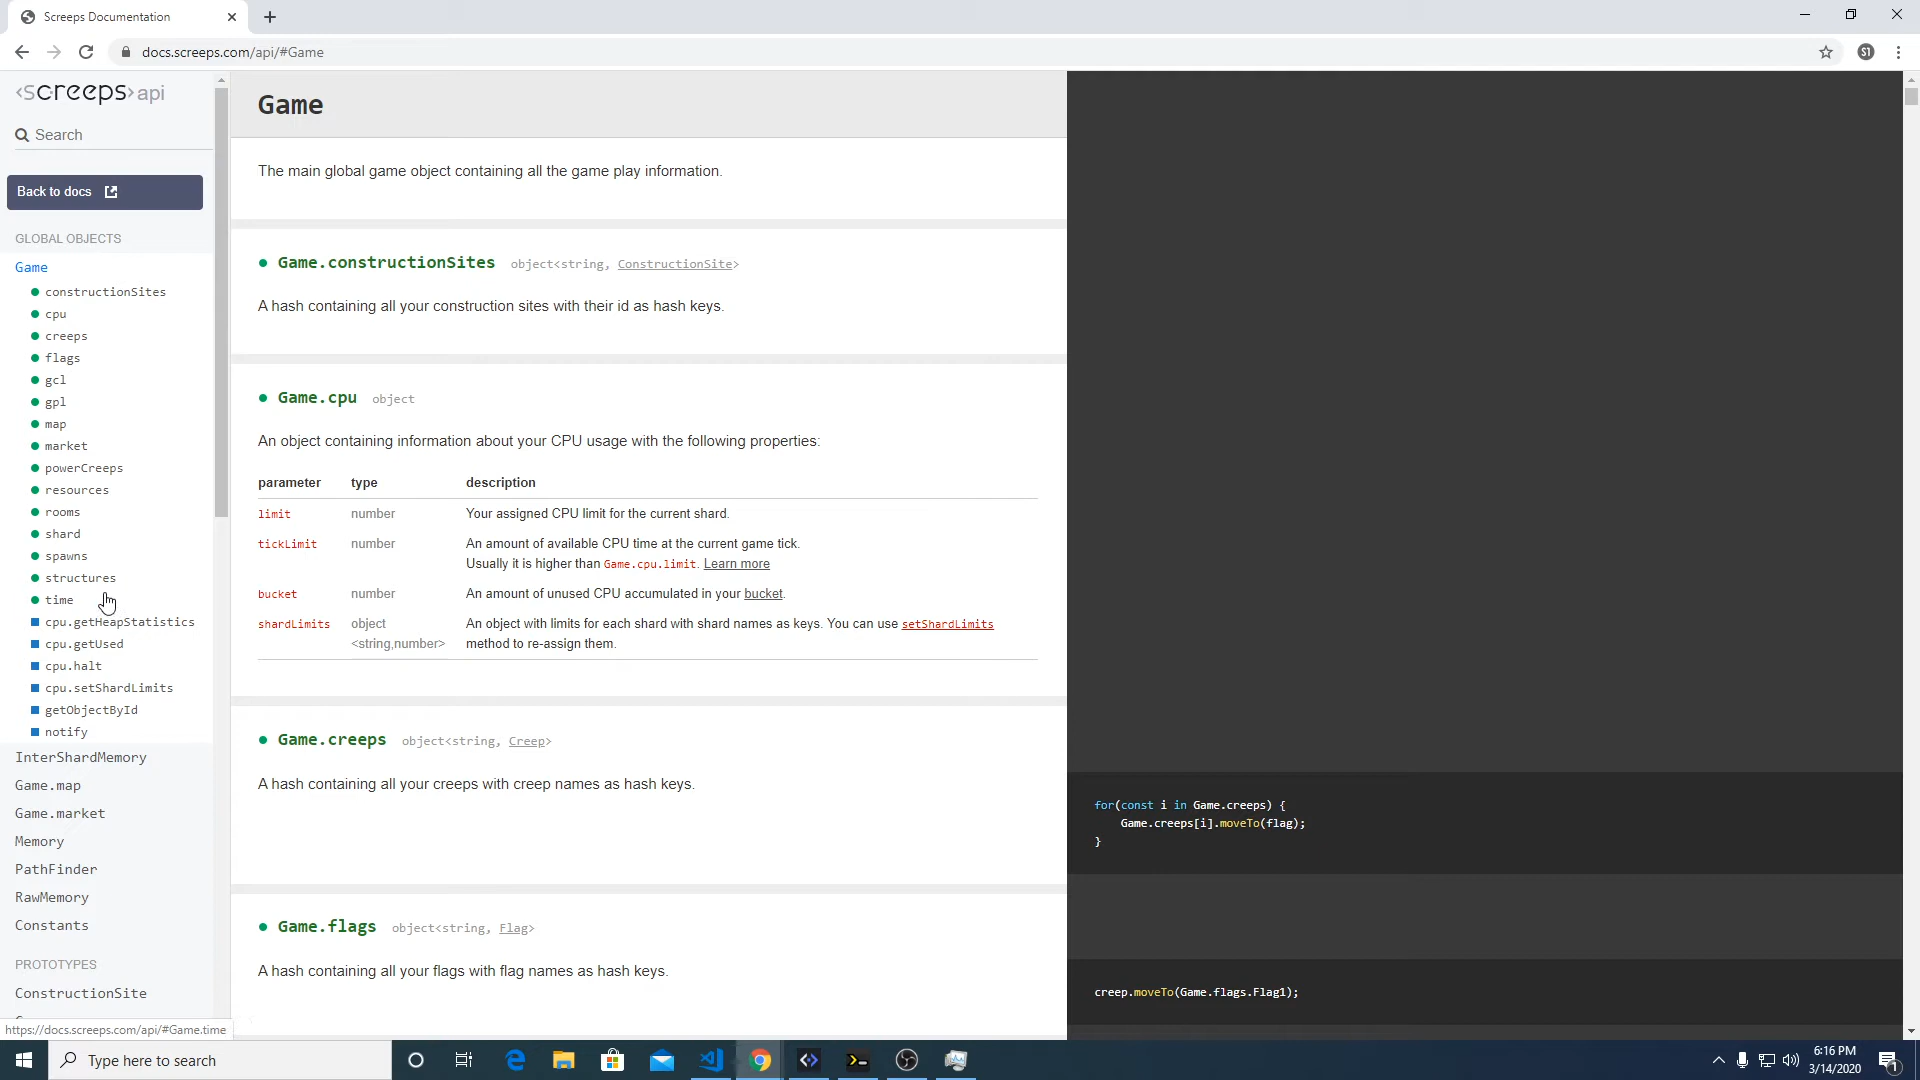 Screeps Documentation
docs.screeps.com/api/#Game
S1
<screeps>api
Search
Back to docs
GLOBAL OBJECTS
Game
constructionSites
cpu
creeps
flags
gcl
gpl
map
market
powerCreeps
resources
rooms
shard
spawns
structures
time
cpu.getHeapStatistics
cpu.getUsed
cpu.halt
cpu.setShardLimits
getObjectById
notify
InterShardMemory
Game.map
Game.market
Memory
PathFinder
RawMemory
Constants
PROTOTYPES
ConstructionSite
https://docs.screeps.com/api/#Game.time
Game
The main global game object containing all the game play information.
Game.constructionSites object<string, ConstructionSite>
A hash containing all your construction sites with their id as hash keys.
Game.cpu object
An object containing information about your CPU usage with the following properties:
parameter type description
limit number Your assigned CPU limit for the current shard.
tickLimit number An amount of available CPU time at the current game tick.
Usually it is higher than Game.cpu.limit. Learn more
bucket number An amount of unused CPU accumulated in your bucket.
shardLimits object An object with limits for each shard with shard names as keys. You can use setShardLimits
<string,number> method to re-assign them.
Game.creeps object<string, Creep>
A hash containing all your creeps with creep names as hash keys.
for(const i in Game.creeps) {
Game.creeps[i].moveTo(flag);
}
Game.flags object<string, Flag>
A hash containing all your flags with flag names as hash keys.
creep.moveTo(Game.flags.Flag1);
Type here to search
6:16 PM
3/14/2020
1